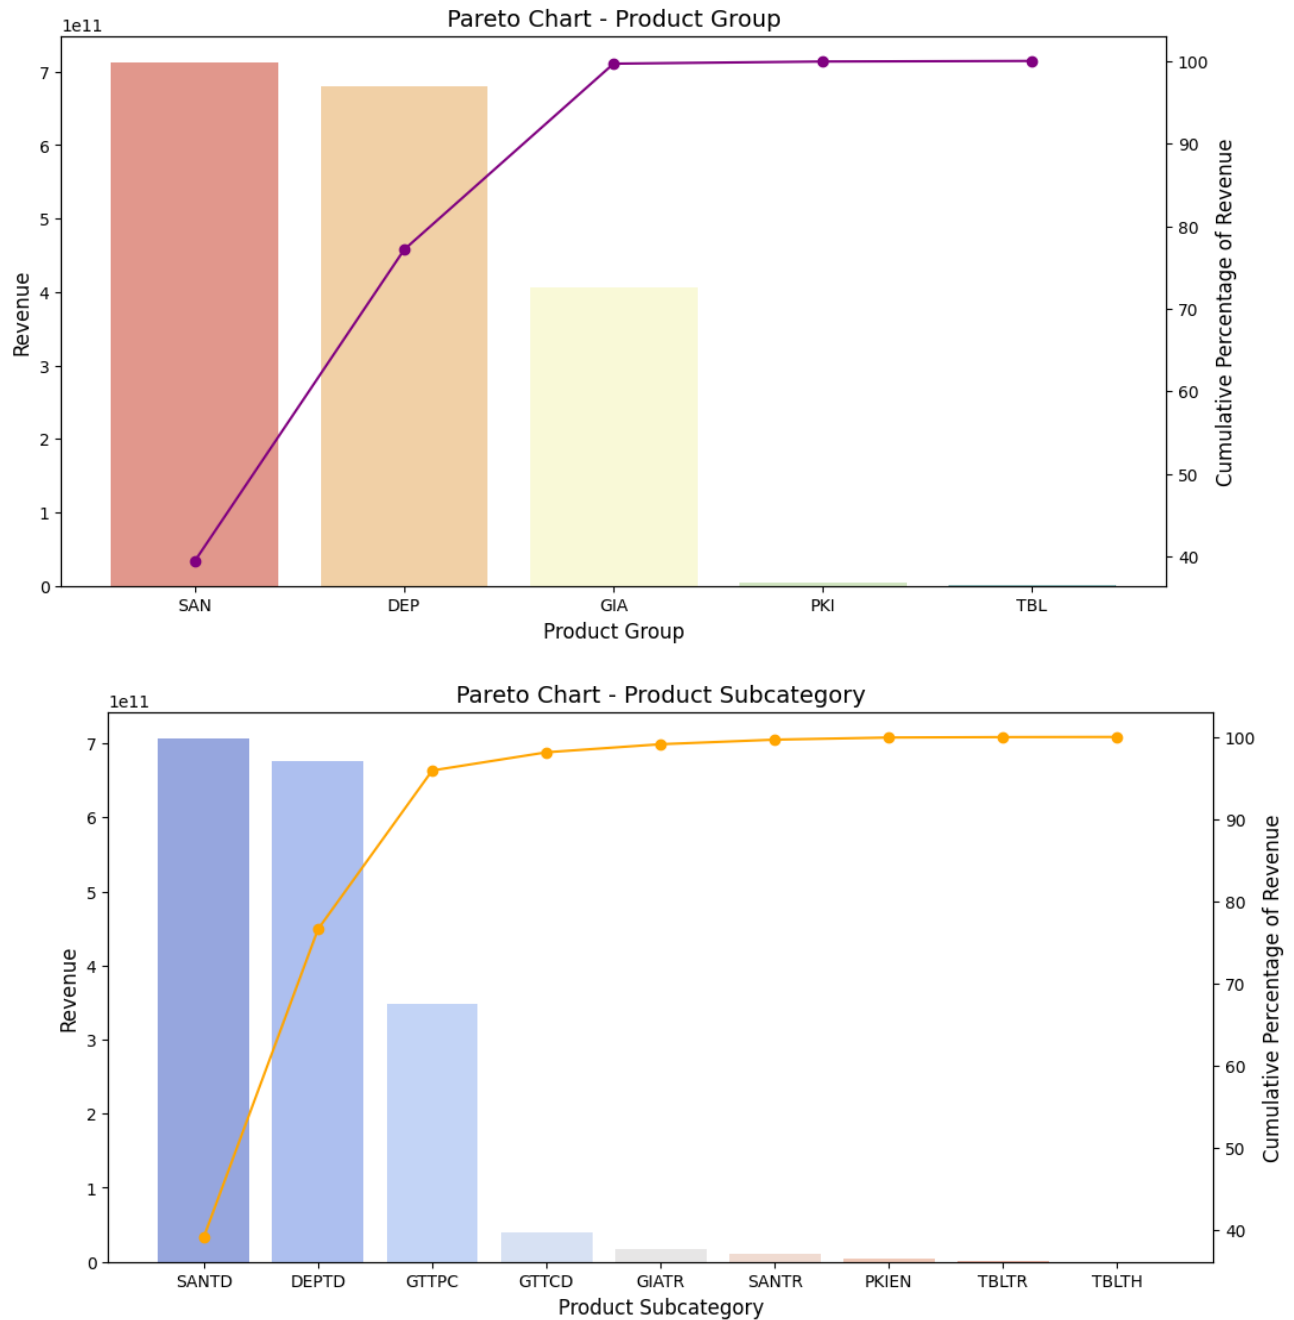 Pareto Chart - Product Group
1e11
7
6
5
4
3
2
1
0
Revenue
100
90
80
70
60
50
40
Cumulative Percentage of Revenue
SAN DEP GIA PKI TBL
Product Group
Pareto Chart - Product Subcategory
1e11
7
6
5
4
3
2
1
0
Revenue
100
90
80
70
60
50
40
Cumulative Percentage of Revenue
SANTD DEPTD GTTPC GTTCD GIATR SANTR PKIEN TBLTR TBLTH
Product Subcategory